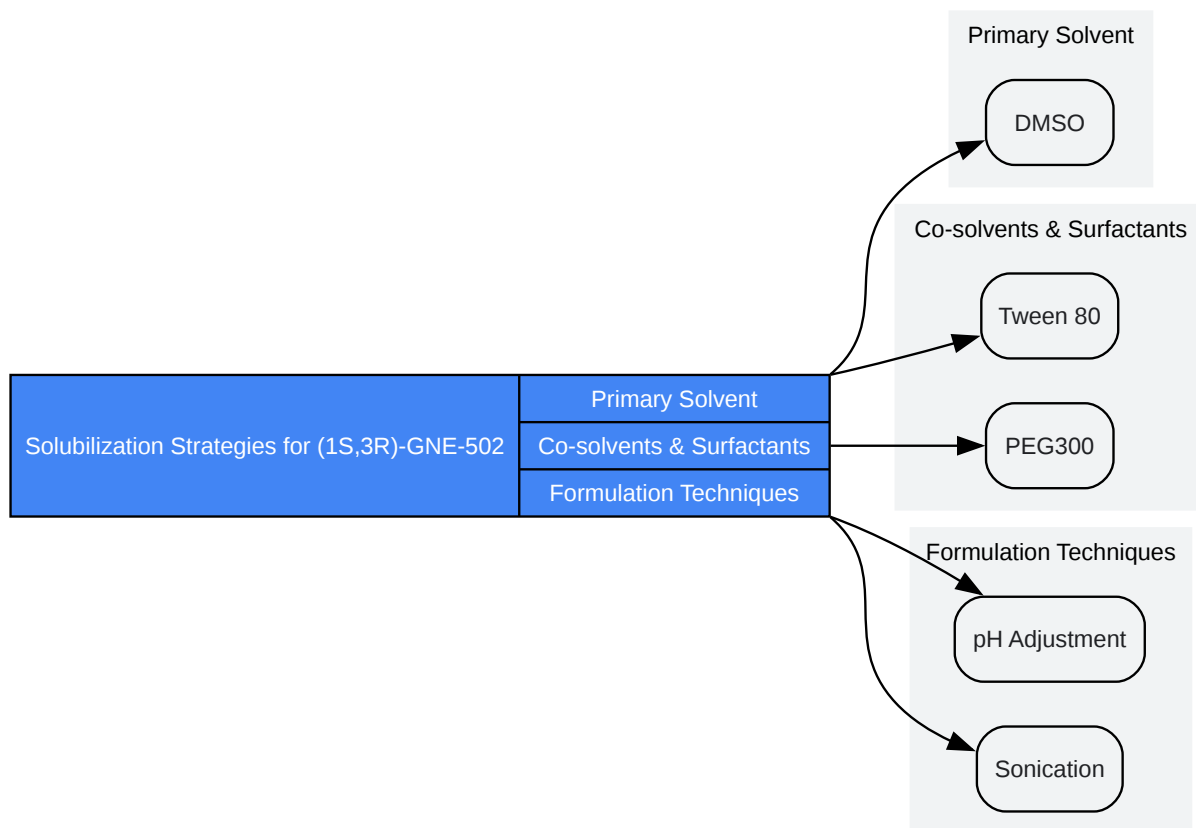 Solubilization Strategies for (1S,3R)-GNE-502
Primary Solvent
Co-solvents & Surfactants
Formulation Techniques
Primary Solvent
DMSO
Co-solvents & Surfactants
Tween 80
PEG300
Formulation Techniques
pH Adjustment
Sonication